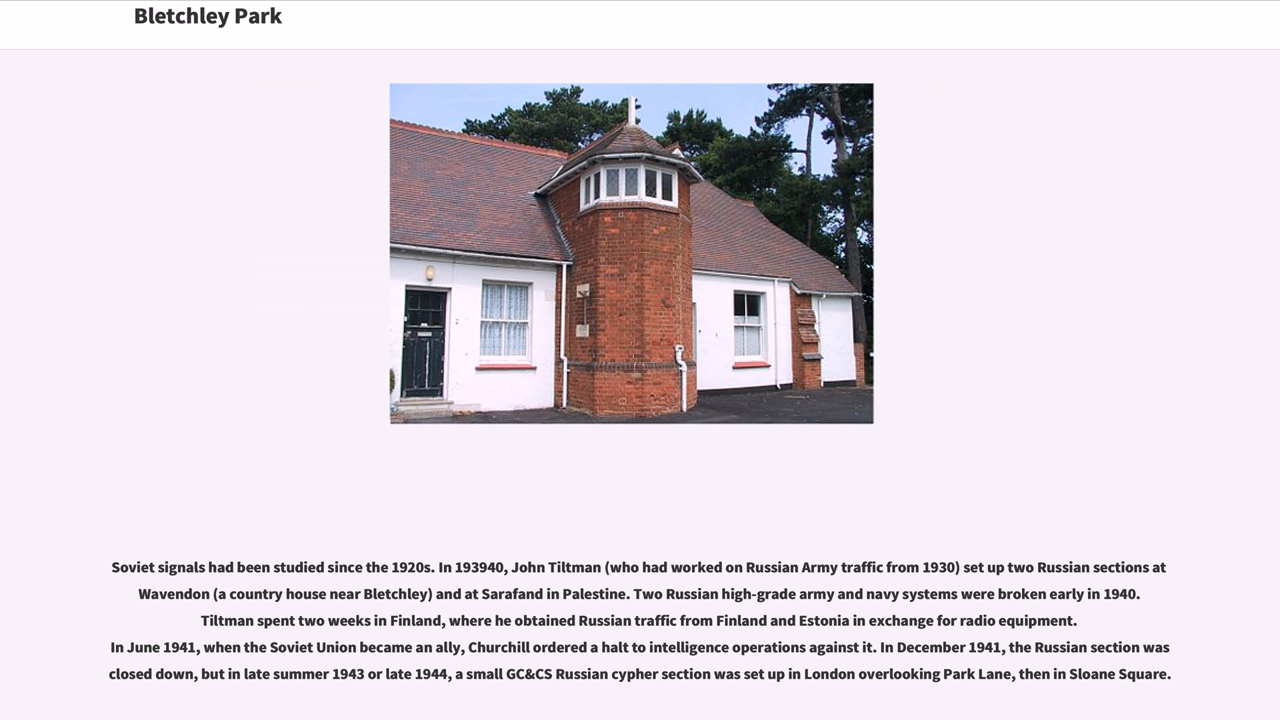 Bletchley Park
Soviet signals had been studied since the 1920s. In 193940, John Tiltman (who had worked on Russian Army traffic from 1930) set up two Russian sections at
Wavendon (a country house near Bletchley) and at Sarafand in Palestine. Two Russian high-grade army and navy systems were broken early in 1940.
Tiltman spent two weeks in Finland, where he obtained Russian traffic from Finland and Estonia in exchange for radio equipment.
In June 1941, when the Soviet Union became an ally, Churchill ordered a halt to intelligence operations against it. In December 1941, the Russian section was
closed down, but in late summer 1943 or late 1944, a small GC&CS Russian cypher section was set up in London overlooking Park Lane, then in Sloane Square.